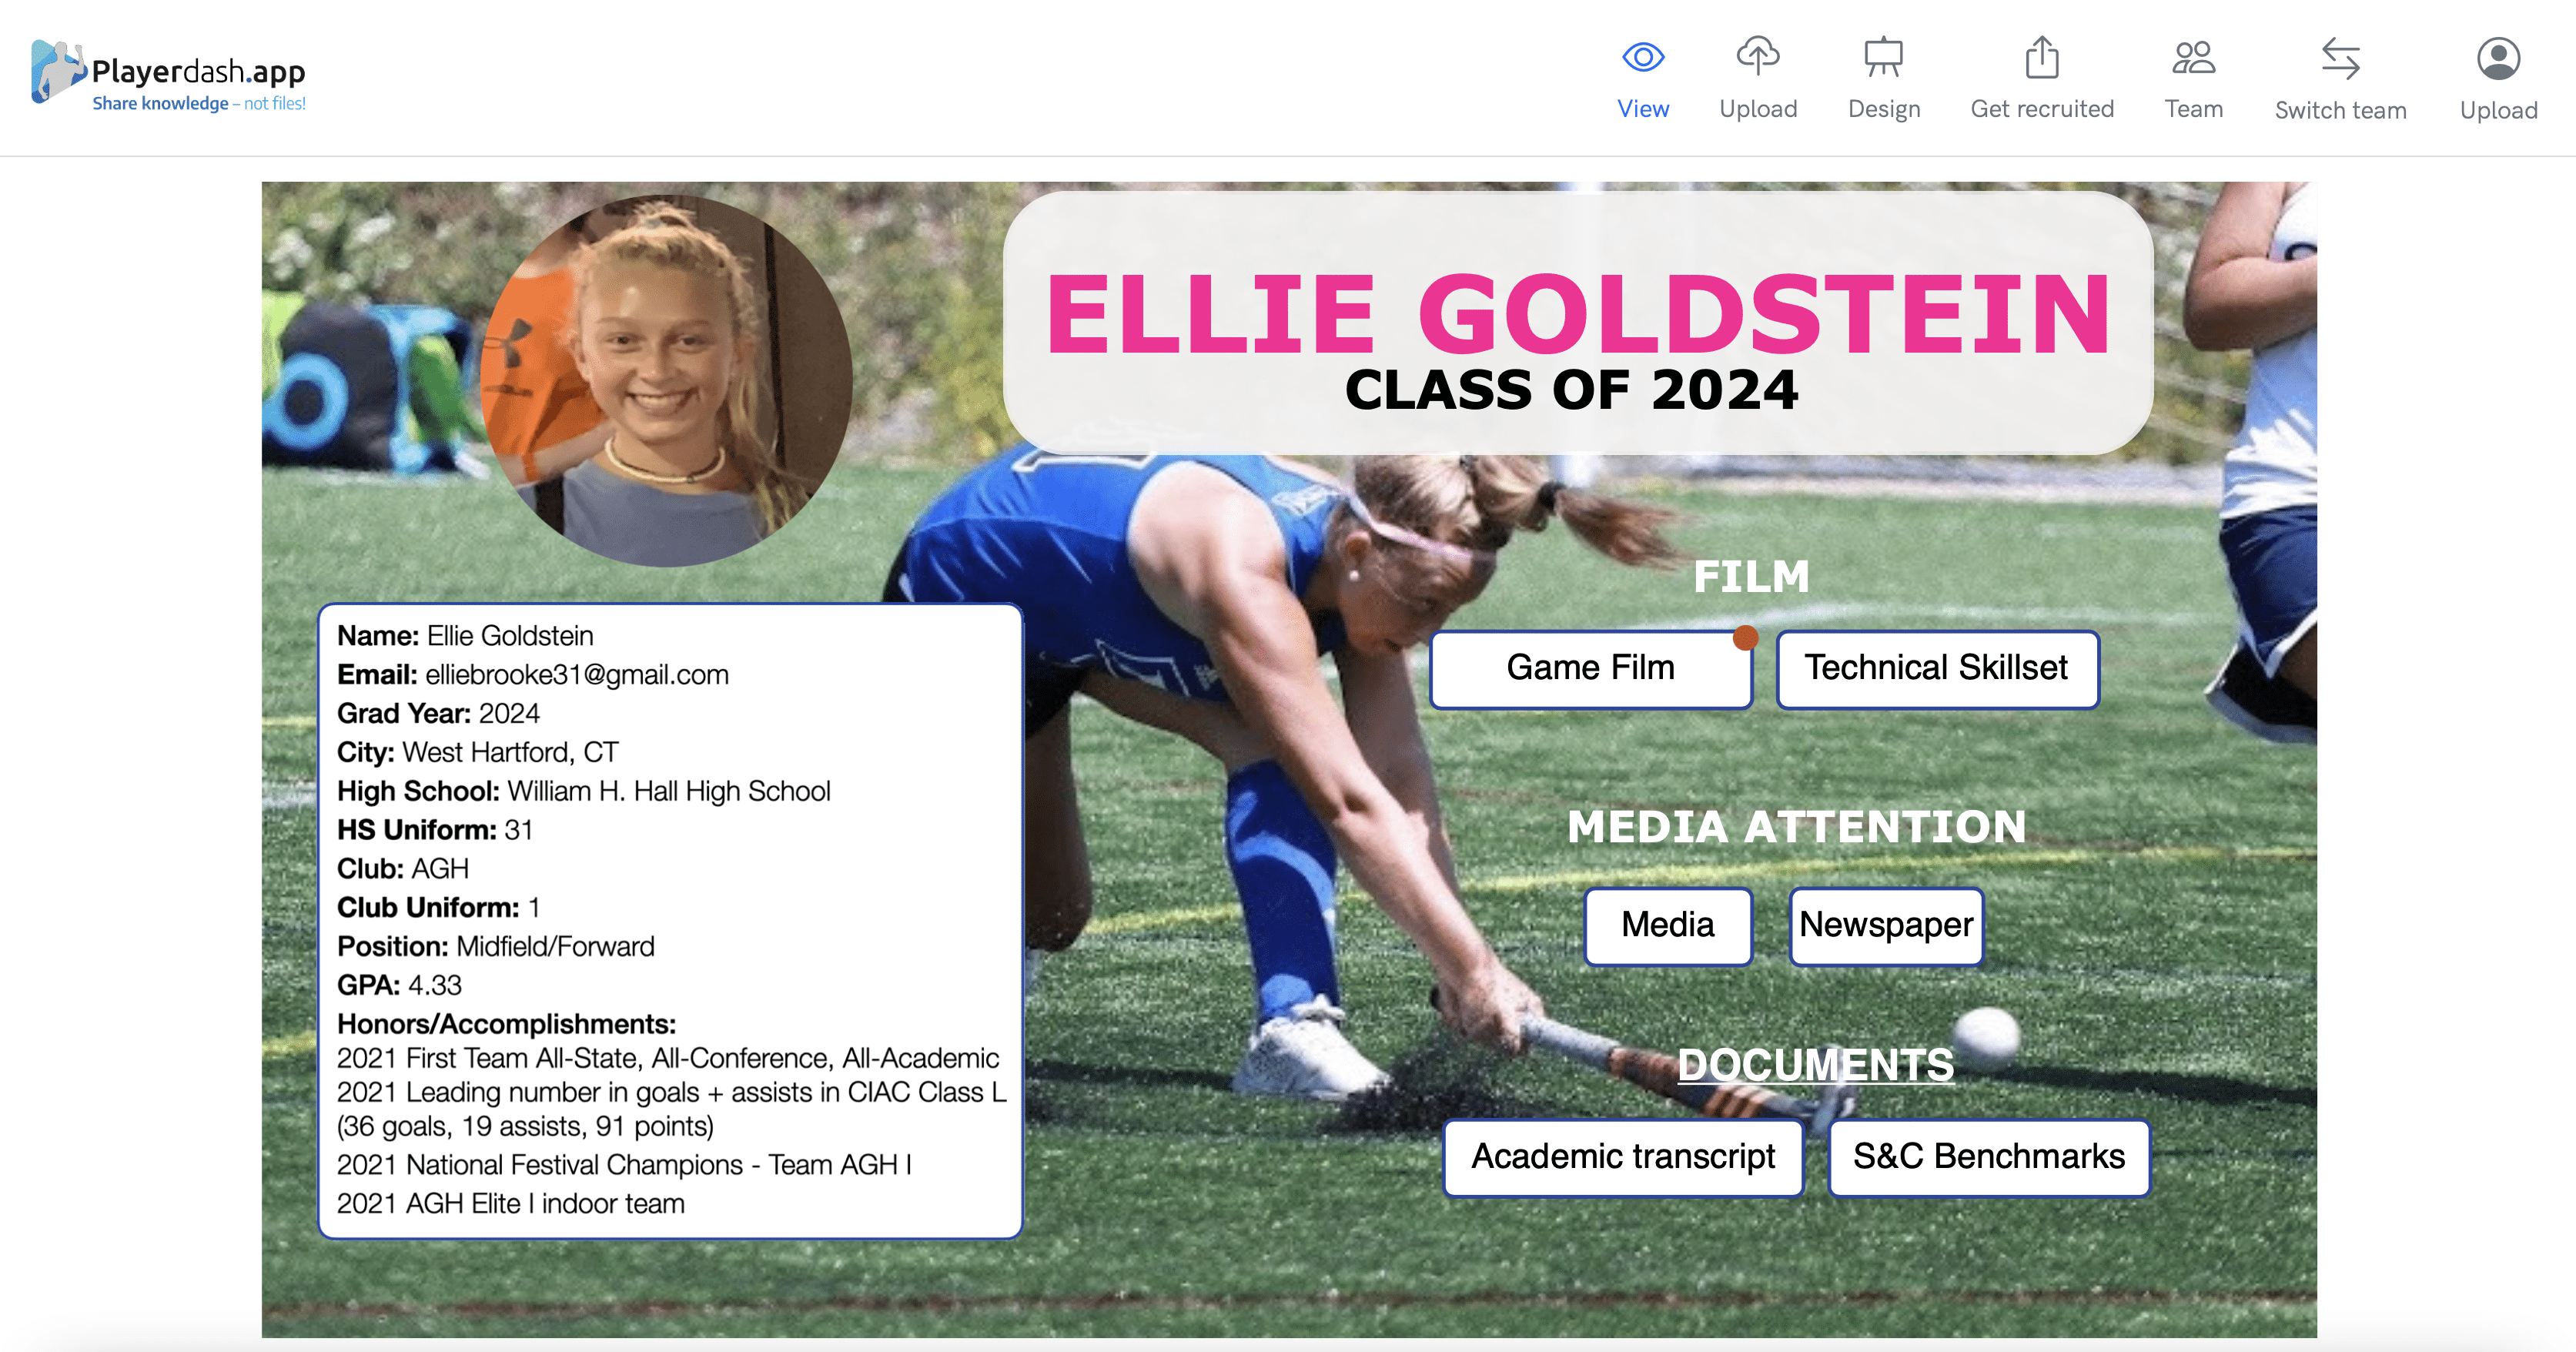 Playerdash.app
Share knowledge – not files!
View
Upload
Design
Get recruited
Team
Switch team
Upload
ELLIE GOLDSTEIN
CLASS OF 2024
Name: Ellie Goldstein
Email: elliebrooke31@gmail.com
Grad Year: 2024
City: West Hartford, CT
High School: William H. Hall High School
HS Uniform: 31
Club: AGH
Club Uniform: 1
Position: Midfield/Forward
GPA: 4.33
Honors/Accomplishments:
2021 First Team All-State, All-Conference, All-Academic
2021 Leading number in goals + assists in CIAC Class L
(36 goals, 19 assists, 91 points)
2021 National Festival Champions - Team AGH I
2021 AGH Elite I indoor team
FILM
Game Film
Technical Skillset
MEDIA ATTENTION
Media
Newspaper
DOCUMENTS
Academic transcript
S&C Benchmarks